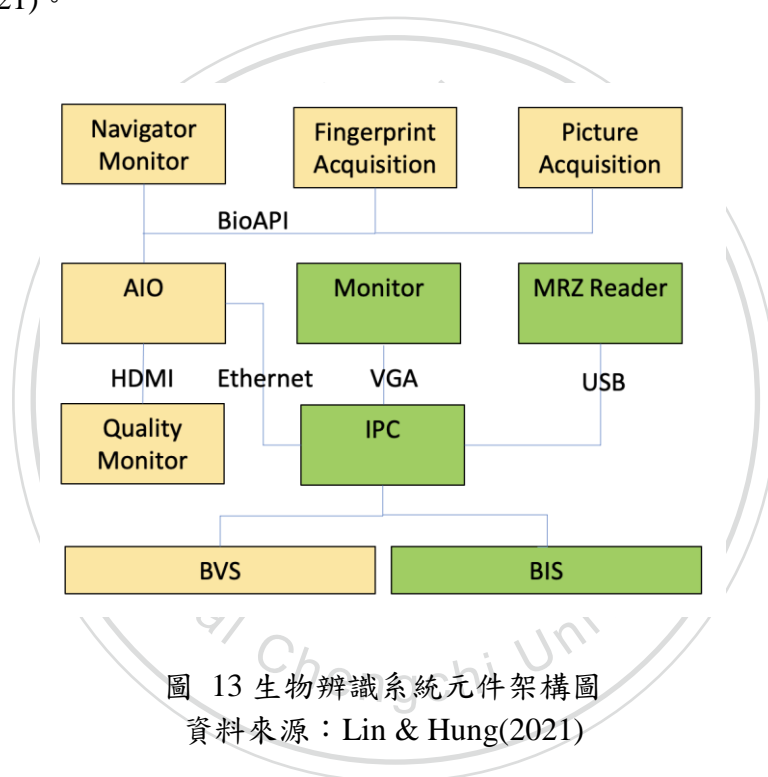 21)。
Navigator
Monitor
Fingerprint
Acquisition
Picture
Acquisition
BioAPI
AIO
Monitor
MRZ Reader
HDMI
Ethernet
VGA
USB
Quality
Monitor
IPC
BVS
BIS
Chengchi Uni
圖 13 生物辨識系統元件架構圖
資料來源：Lin & Hung(2021)